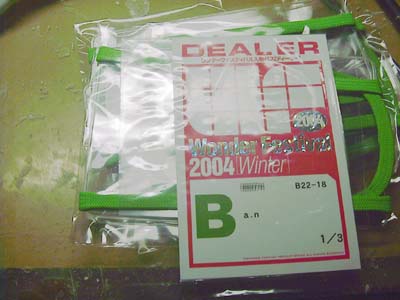 DEALER
2004
Wonder Festival
2004 Winter
B22-18
B
a.n
1/3